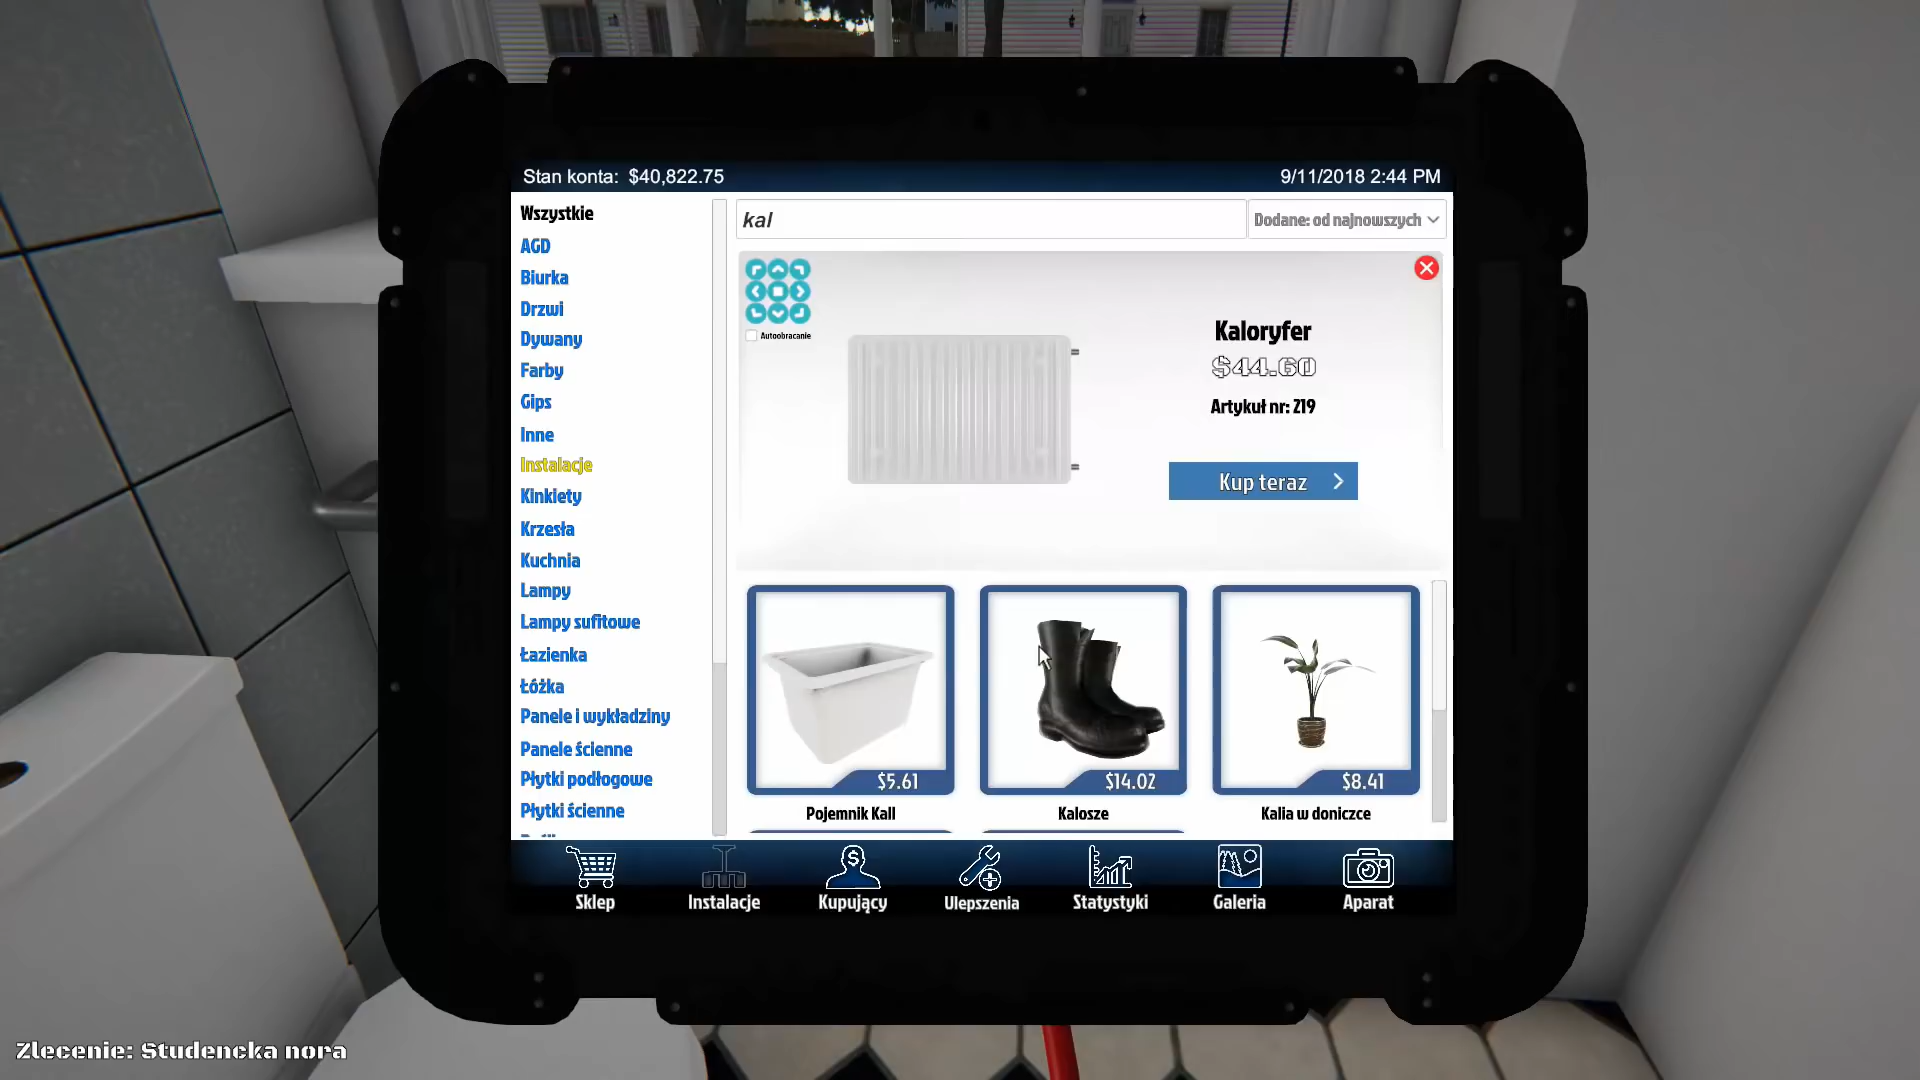 Stan konta: $40,822.75
9/11/2018 2:44 PM
Wszystkie
AGD
Biurka
Drzwi
Dywany
Farby
Gips
Inne
Instalacje
Kinkiety
Krzesła
Kuchnia
Lampy
Lampy sufitowe
Łazienka
Łóżka
Panele i wykładziny
Panele ścienne
Płytki podłogowe
Płytki ścienne
kal
Dodane: od najnowszych
Autoobracanie
Kaloryfer
$44.60
Artykuł nr: 219
Kup teraz
$5.61
$14.02
$8.41
Pojemnik Kall
Kalosze
Kalia w doniczce
Sklep
Instalacje
Kupujący
Ulepszenia
Statystyki
Galeria
Aparat
Zlecenie: Studencka nora